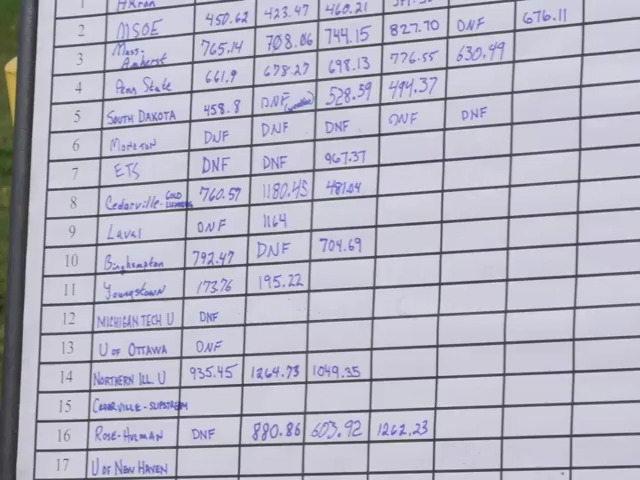 1 Akron 450.62 423.47 460.21
2 MSOE 765.14 708.06 744.15 827.70 DNF 676.11
3 Mass- Amherst 661.9 678.27 698.13 776.55 630.49
4 Penn State 458.8 DNF 528.59 494.37
5 SOUTH DAKOTA DNF DNF DNF DNF DNF
6 Moncton DNF DNF 967.37
7 ETS 760.57 1180.45 481.04
8 Cedarville- GOLD DNF 1164
9 Laval 792.47 DNF 704.69
10 Binghampton 173.76 195.22
11 Youngstown DNF
12 MICHIGAN TECH U DNF
13 U OF OTTAWA
14 NORTHERN ILL. U 935.45 1264.73 1049.35
15 CEDARVILLE - SLIPSTREAM
16 ROSE-HULMAN DNF 880.86 603.92 1262.23
17 U OF NEW HAVEN